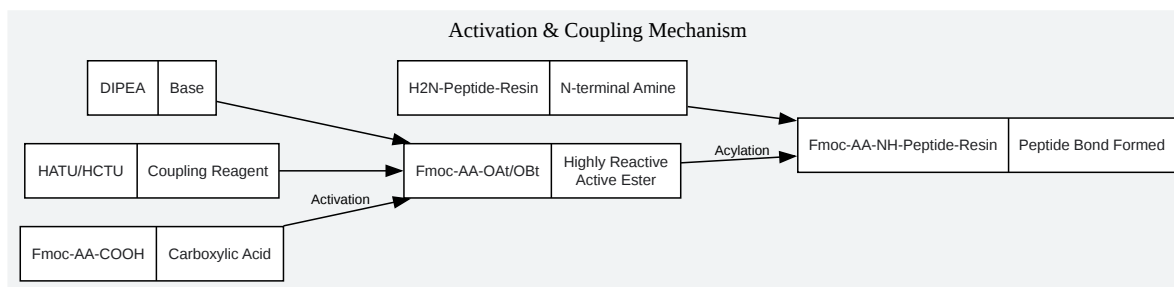 Activation & Coupling Mechanism
DIPEA
Base
H2N-Peptide-Resin
N-terminal Amine
HATU/HCTU
Coupling Reagent
Fmoc-AA-OAt/OBt
Highly Reactive
Active Ester
Acylation
Fmoc-AA-NH-Peptide-Resin
Peptide Bond Formed
Activation
Fmoc-AA-COOH
Carboxylic Acid